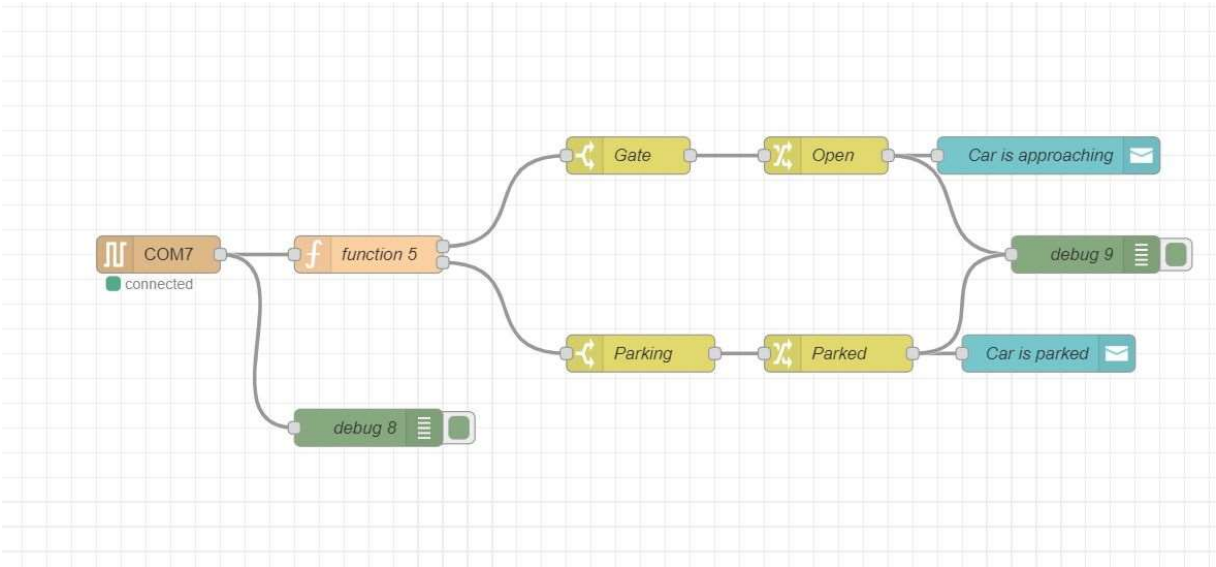 Gate
Open
Car is approaching
COM7
function 5
debug 9
connected
Parking
Parked
Car is parked
debug 8